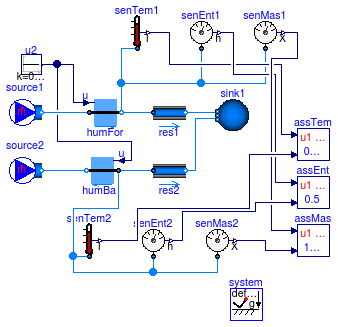 senTem1 senEnt1 senMas1
T h X
u2
k=0...
source1
m
u
humFor
res1
sink1
source2
m
u
humBa
res2
assTem
u1 ...
0...
assEnt
u1 ...
0.5
assMas
u1 ...
1...
senTem2 senEnt2 senMas2
T h X
system
def...
g